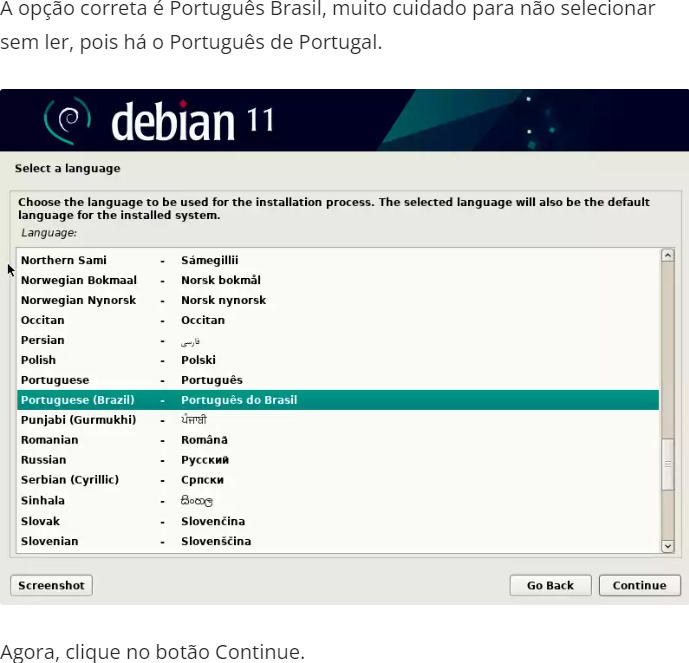 A opção correta é Português Brasil, muito cuidado para não selecionar
sem ler, pois há o Português de Portugal.
debian 11
Select a language
Choose the language to be used for the installation process. The selected language will also be the default
language for the installed system.
Language:
Northern Sami - Sámegillii
Norwegian Bokmaal - Norsk bokmål
Norwegian Nynorsk - Norsk nynorsk
Occitan - Occitan
Persian - فارسی
Polish - Polski
Portuguese - Português
Portuguese (Brazil) - Português do Brasil
Punjabi (Gurmukhi) - ਪੰਜਾਬੀ
Romanian - Română
Russian - Русский
Serbian (Cyrillic) - Српски
Sinhala - සිංහල
Slovak - Slovenčina
Slovenian - Slovenščina
Screenshot Go Back Continue
Agora, clique no botão Continue.